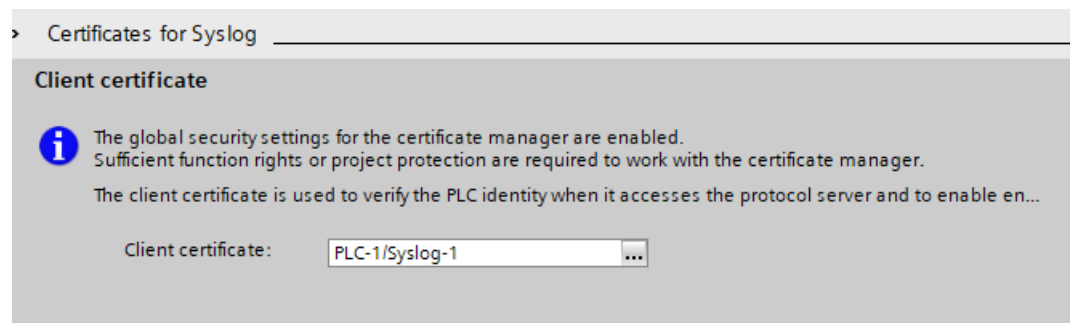 Certificates for Syslog
Client certificate
The global security settings for the certificate manager are enabled.
Sufficient function rights or project protection are required to work with the certificate manager.
The client certificate is used to verify the PLC identity when it accesses the protocol server and to enable en...
Client certificate: PLC-1/Syslog-1 ...